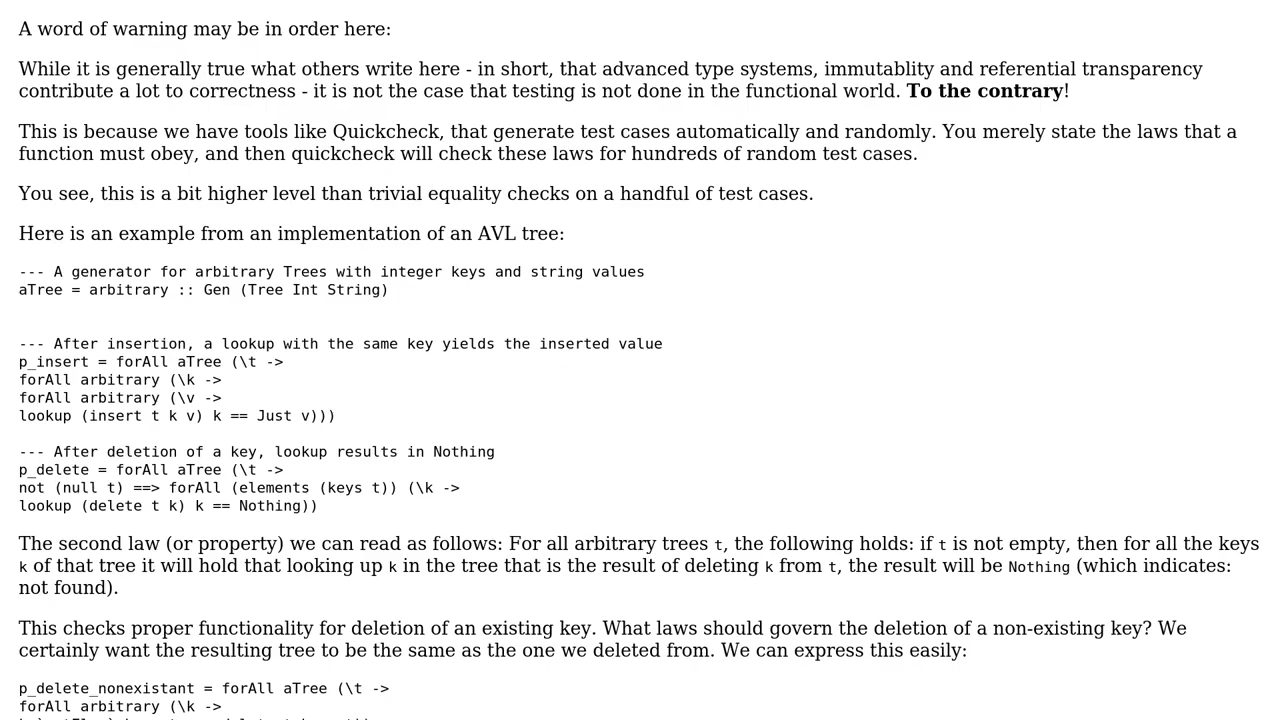 A word of warning may be in order here:
While it is generally true what others write here - in short, that advanced type systems, immutablity and referential transparency
contribute a lot to correctness - it is not the case that testing is not done in the functional world. To the contrary!
This is because we have tools like Quickcheck, that generate test cases automatically and randomly. You merely state the laws that a
function must obey, and then quickcheck will check these laws for hundreds of random test cases.
You see, this is a bit higher level than trivial equality checks on a handful of test cases.
Here is an example from an implementation of an AVL tree:
--- A generator for arbitrary Trees with integer keys and string values
aTree = arbitrary :: Gen (Tree Int String)
--- After insertion, a lookup with the same key yields the inserted value
p_insert = forAll aTree (\t ->
forAll arbitrary (\k ->
forAll arbitrary (\v ->
lookup (insert t k v) k == Just v)))
--- After deletion of a key, lookup results in Nothing
p_delete = forAll aTree (\t ->
not (null t) ==> forAll (elements (keys t)) (\k ->
lookup (delete t k) k == Nothing))
The second law (or property) we can read as follows: For all arbitrary trees t, the following holds: if t is not empty, then for all the keys
k of that tree it will hold that looking up k in the tree that is the result of deleting k from t, the result will be Nothing (which indicates:
not found).
This checks proper functionality for deletion of an existing key. What laws should govern the deletion of a non-existing key? We
certainly want the resulting tree to be the same as the one we deleted from. We can express this easily:
p_delete_nonexistant = forAll aTree (\t ->
forAll arbitrary (\k ->